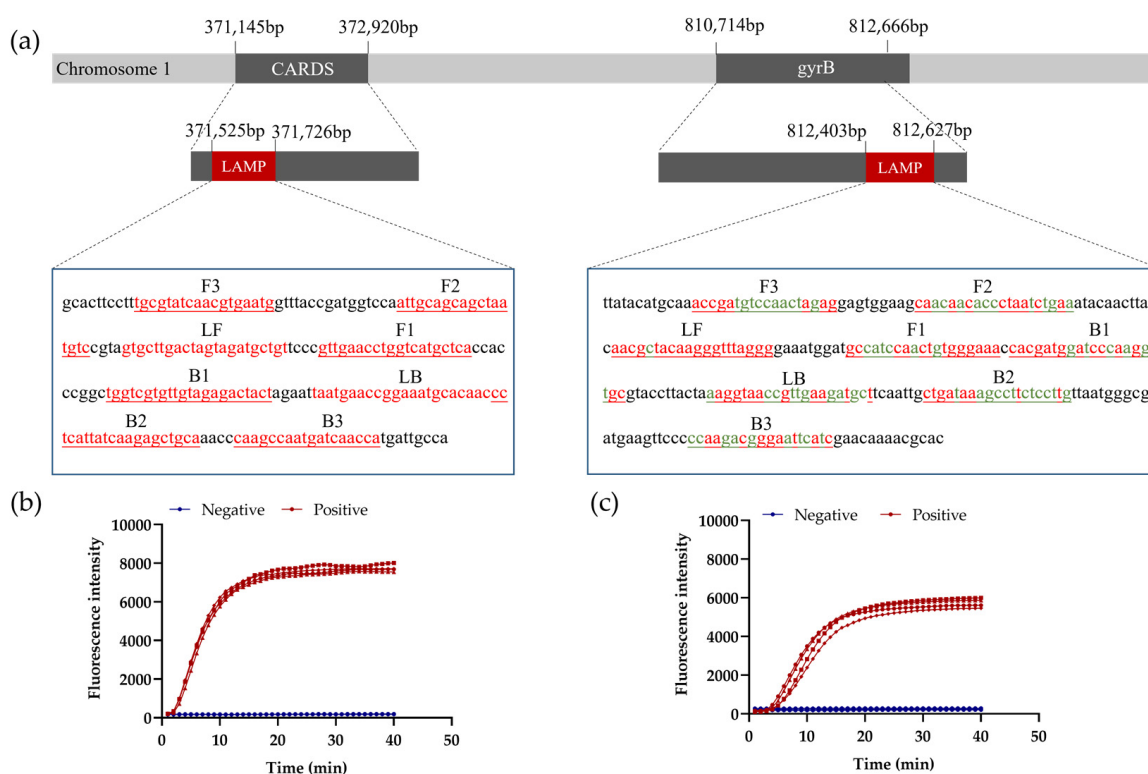 (a)
371,145bp 372,920bp 810,714bp 812,666bp
Chromosome 1 CARDS gyrB
371,525bp 371,726bp 812,403bp 812,627bp
LAMP LAMP
F3 F2
gcacttcctttgcgtatcaacgtgaatggtttaccgatggtccaattgcagcagctaa
LF F1
tgtccgtagtgcttgactagtagatgctgttcccgttgaacctggtcatgctcaccac
B1 LB
ccggctggtcgtgttgtagagactactagaattaatgaaccggaaatgcacaaccc
B2 B3
tcattatcaagagctgcaaacccaagccaatgatcaaccatgattgcca
F3 F2
ttatacatgcaaaccgatgtccaactagaggagtggaagcaacaacaccctaatctgaaatacaactta
LF F1 B1
caacgctacaagggtttaggggaaatggatgccatccaactgtgggaaaccacgatggatcccaagg
LB B2
tgcgtaccttactaaaggtaaccgttgaagatgcttcaattgctgataaagccttctccttgttaatgggcg
B3
atgaagttccccccaagacgggaattcatcgaacaaaacgcac
(b)
Negative Positive
Fluorescence intensity
10000
8000
6000
4000
2000
0
0 10 20 30 40 50
Time (min)
(c)
Negative Positive
Fluorescence intensity
10000
8000
6000
4000
2000
0
0 10 20 30 40 50
Time (min)